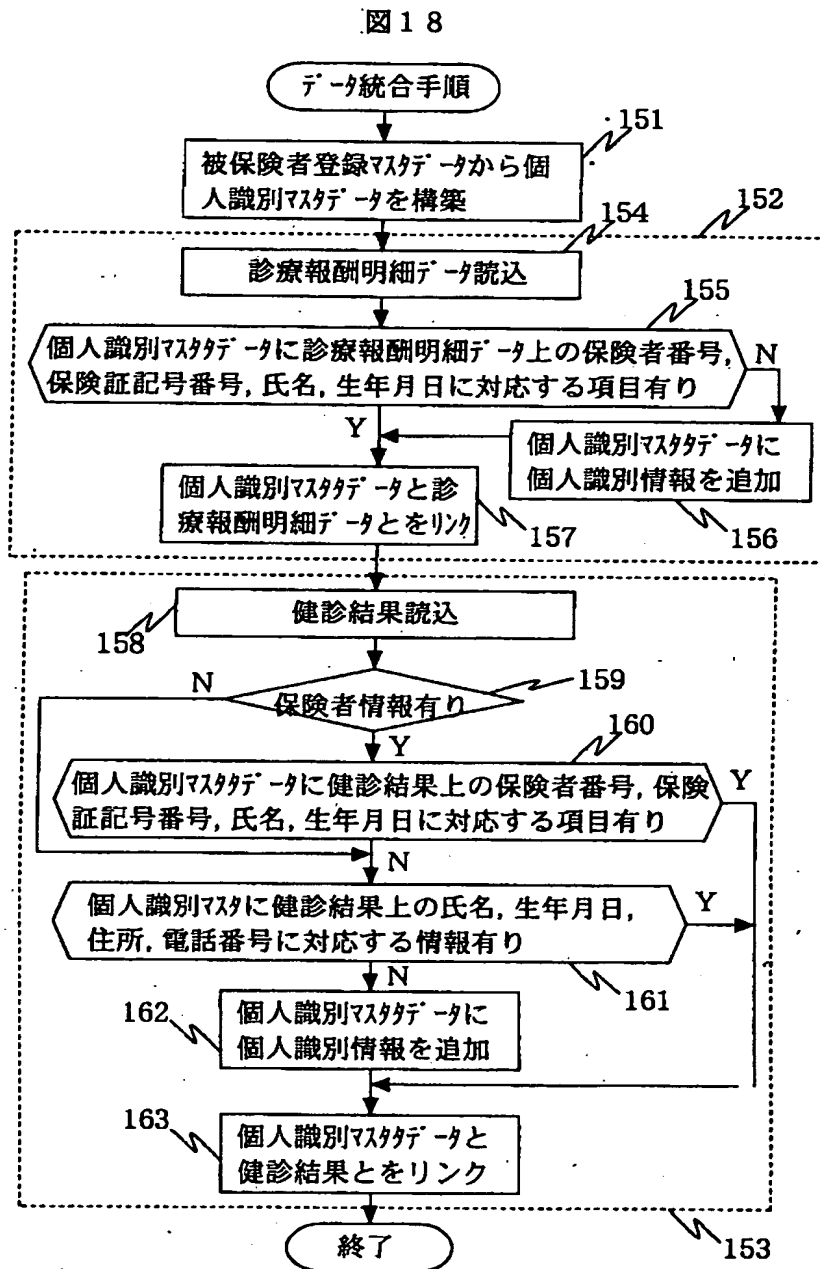 図18
ﾃﾞｰﾀ統合手順
151
被保険者登録ﾏｽﾀﾃﾞｰﾀから個
人識別ﾏｽﾀﾃﾞｰﾀを構築
152
154
診療報酬明細ﾃﾞｰﾀ読込
155
個人識別ﾏｽﾀﾀﾃﾞｰﾀに診療報酬明細ﾃﾞｰﾀ上の保険者番号,
保険証記号番号,氏名,生年月日に対応する項目有り
N
Y
個人識別ﾏｽﾀﾀﾃﾞｰﾀに
個人識別情報を追加
156
個人識別ﾏｽﾀﾀﾃﾞｰﾀと診
療報酬明細ﾃﾞｰﾀとをﾘﾝｸ
157
健診結果読込
158
N
保険者情報有り
159
Y
160
個人識別ﾏｽﾀﾀﾃﾞｰﾀに健診結果上の保険者番号,保険
証記号番号,氏名,生年月日に対応する項目有り
Y
N
個人識別ﾏｽﾀに健診結果上の氏名,生年月日,
住所,電話番号に対応する情報有り
Y
N
161
162
個人識別ﾏｽﾀﾀﾃﾞｰﾀに
個人識別情報を追加
163
個人識別ﾏｽﾀﾀﾃﾞｰﾀと
健診結果とをリンク
終了
153